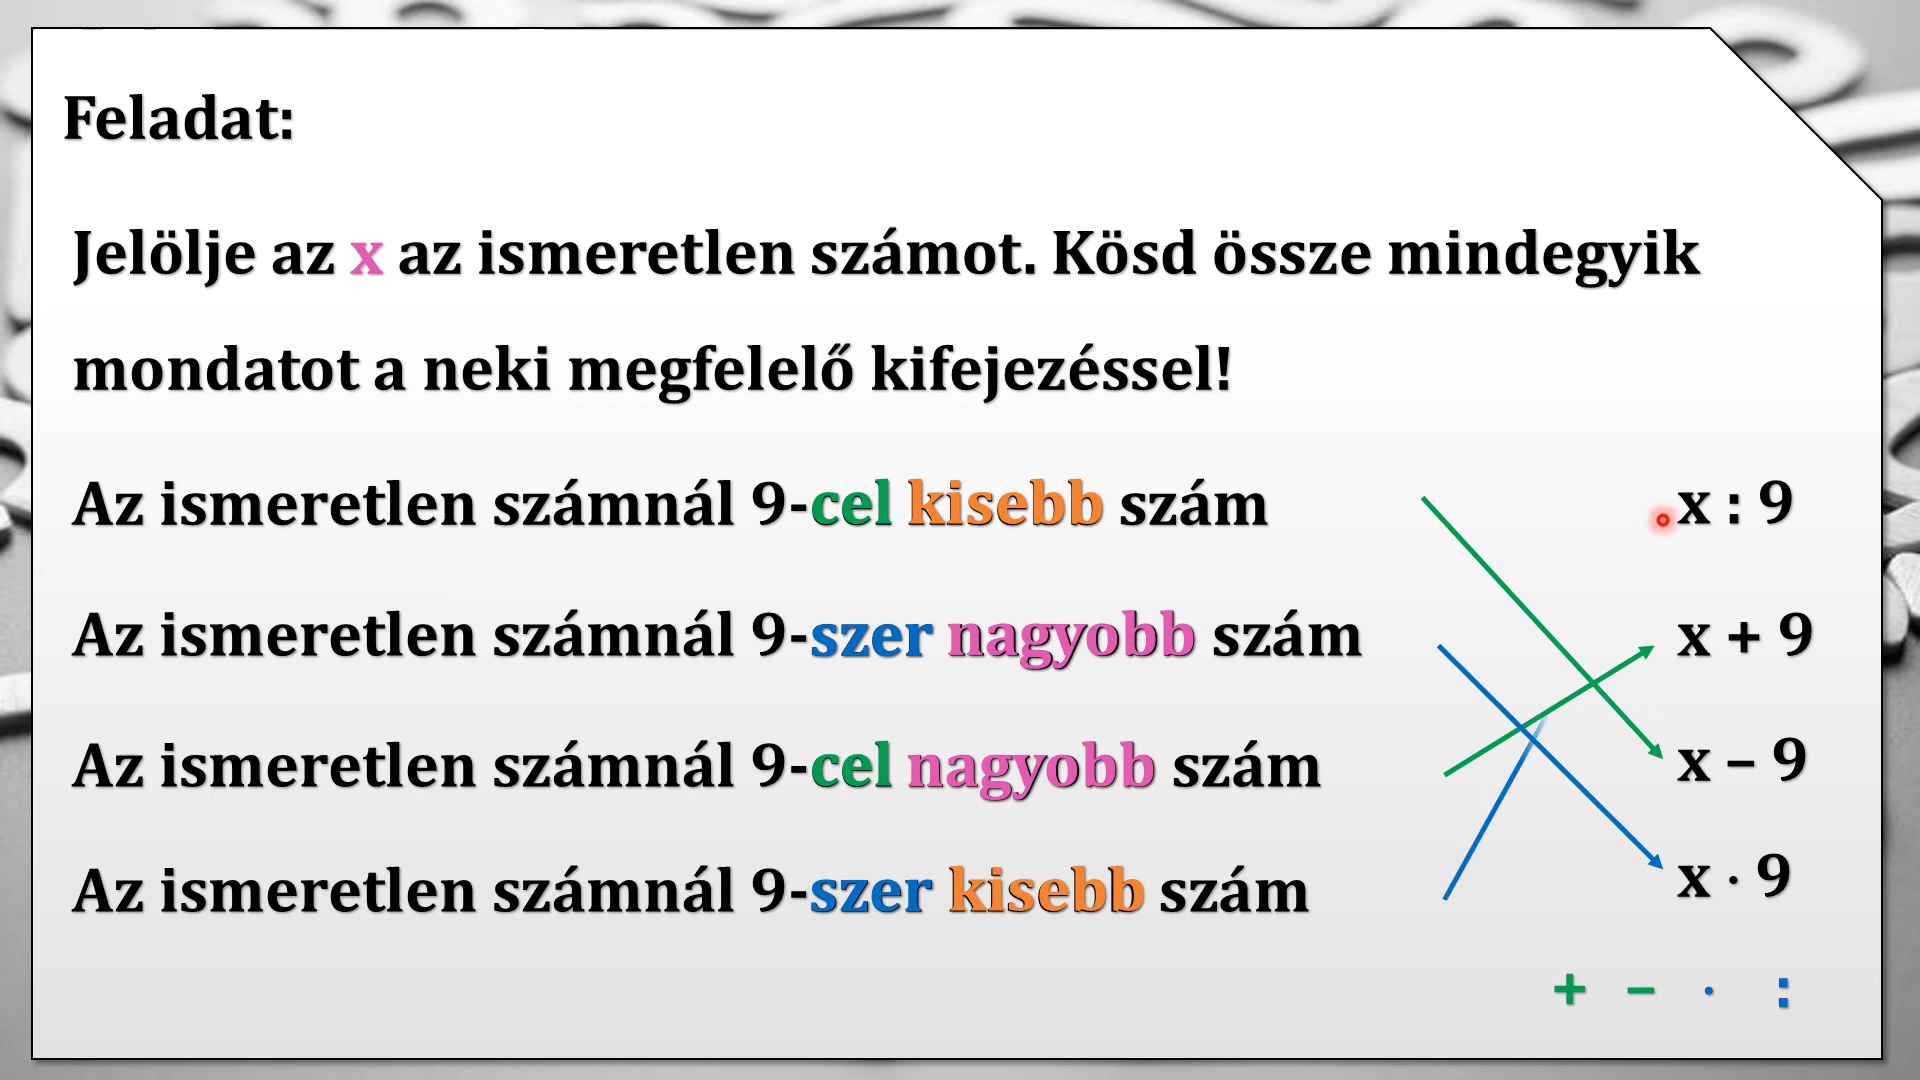 Feladat:
Jelölje az x az ismeretlen számot. Kösd össze mindegyik
mondatot a neki megfelelő kifejezéssel!
Az ismeretlen számnál 9-cel kisebb szám x : 9
Az ismeretlen számnál 9-szer nagyobb szám x + 9
Az ismeretlen számnál 9-cel nagyobb szám x – 9
Az ismeretlen számnál 9-szer kisebb szám x · 9
+ – · :